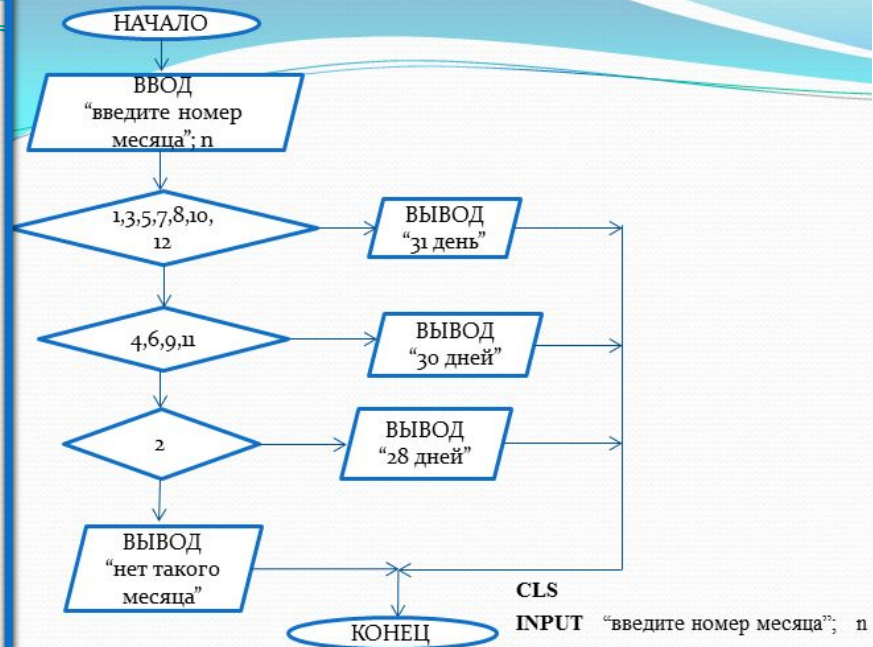 НАЧАЛО
ВВОД
“введите номер
месяца”; n
1,3,5,7,8,10,
12
ВЫВОД
“31 день”
4,6,9,11
ВЫВОД
“30 дней”
2
ВЫВОД
“28 дней”
ВЫВОД
“нет такого
месяца”
КОНЕЦ
CLS
INPUT “введите номер месяца”; n